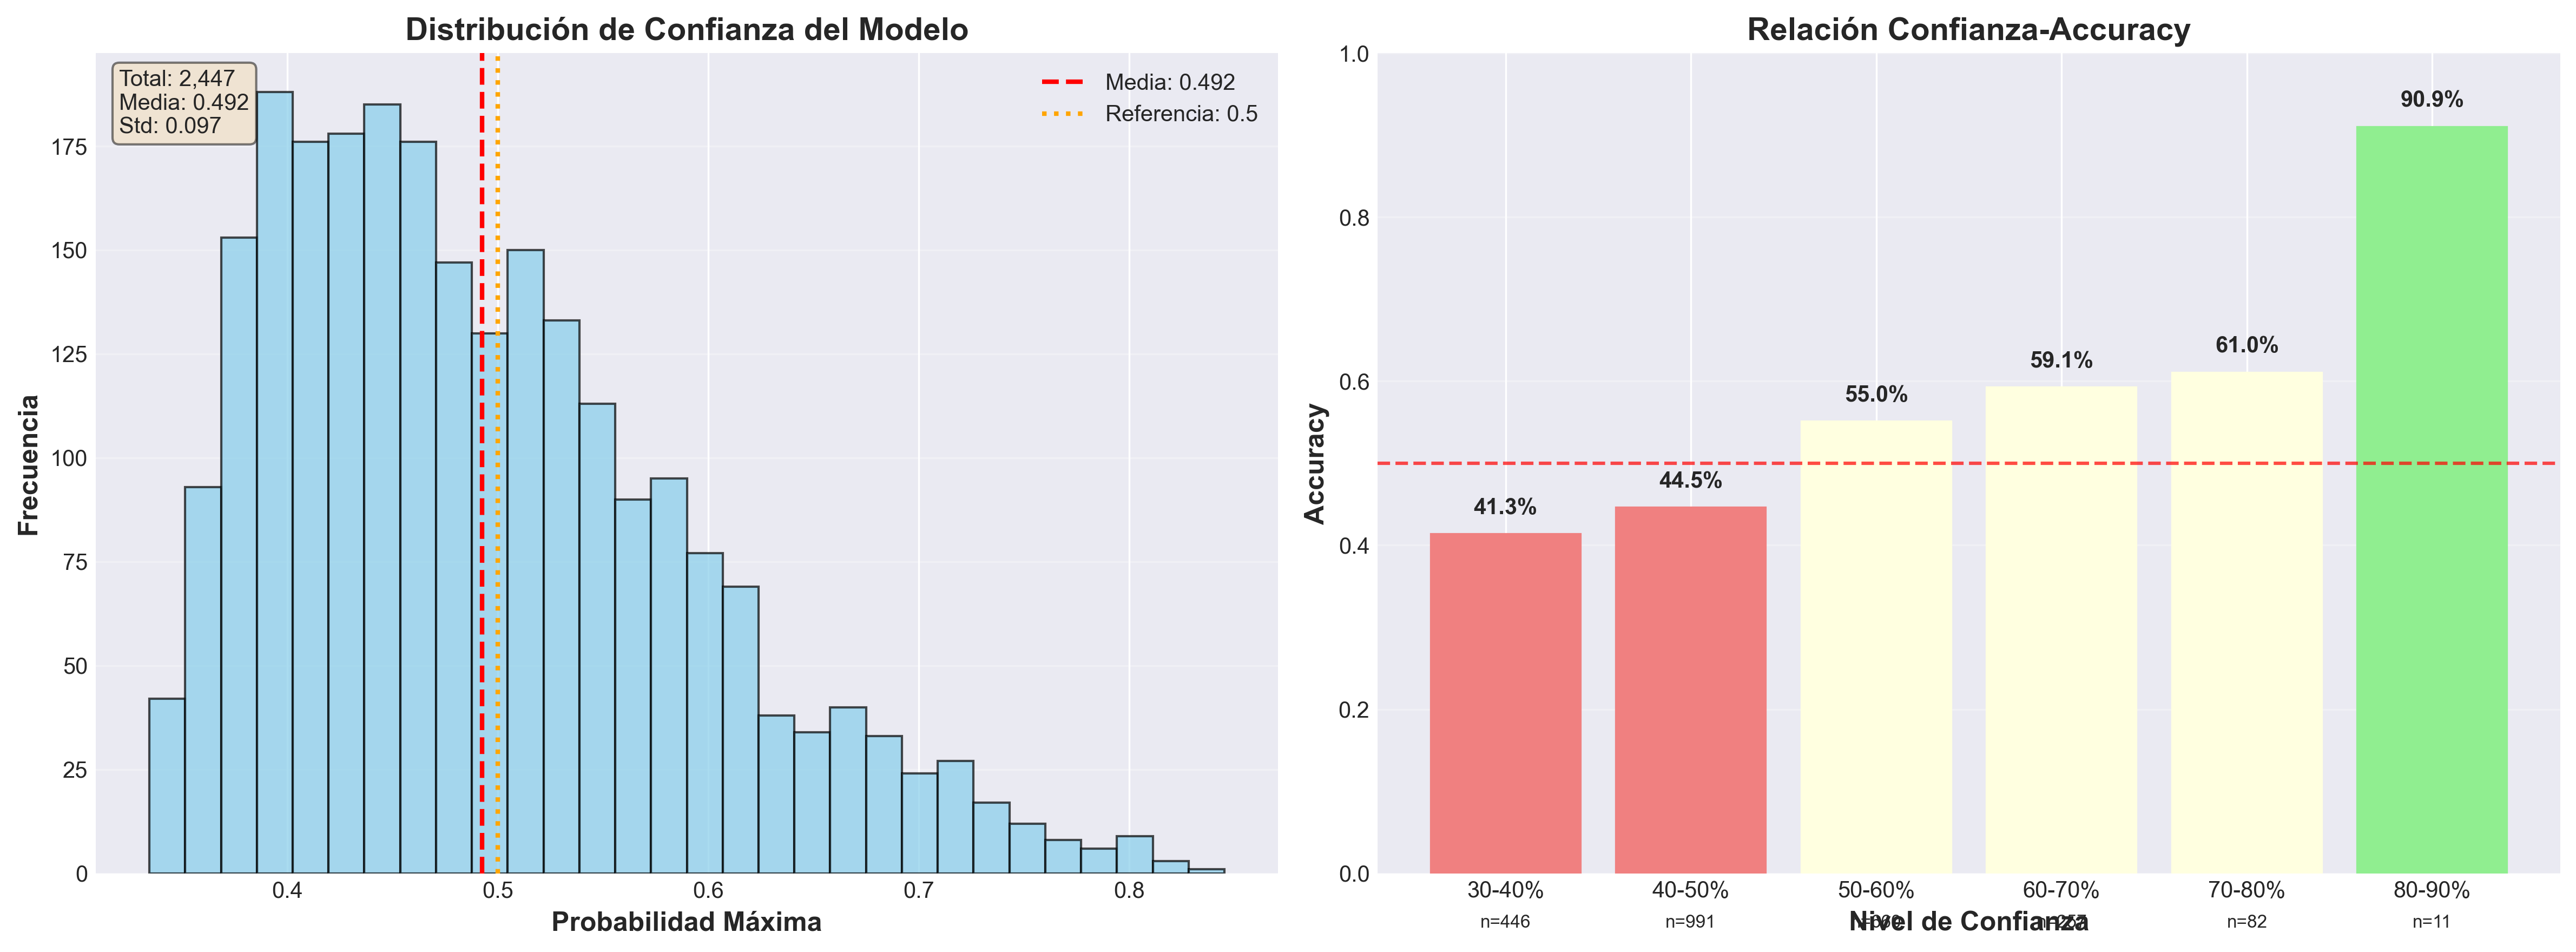 Distribución de Confianza del Modelo
Total: 2,447
Media: 0.492
Std: 0.097
Media: 0.492
Referencia: 0.5
Frecuencia
175
150
125
100
75
50
25
0
0.4
0.5
0.6
0.7
0.8
Probabilidad Máxima
Relación Confianza-Accuracy
Accuracy
1.0
0.8
0.6
0.4
0.2
0.0
41.3%
44.5%
55.0%
59.1%
61.0%
90.9%
30-40%
40-50%
50-60%
60-70%
70-80%
80-90%
n=446
n=991
n=82
n=11
Nivel de Confianza